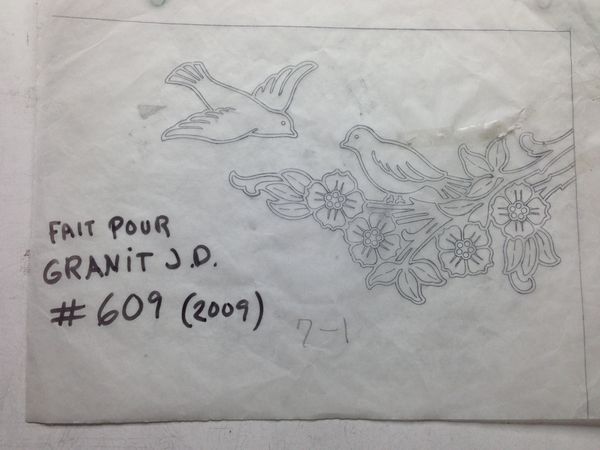 FAIT POUR
GRANIT J.D.
# 609 (2009)
7-1